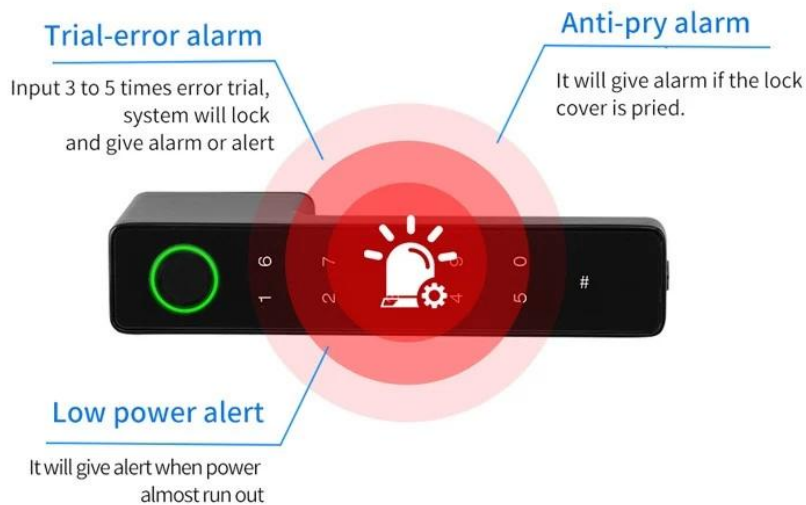 Trial-error alarm
Input 3 to 5 times error trial,
system will lock
and give alarm or alert
Anti-pry alarm
It will give alarm if the lock
cover is pried.
6 7 9 0
1 2 4 5 #
Low power alert
It will give alert when power
almost run out